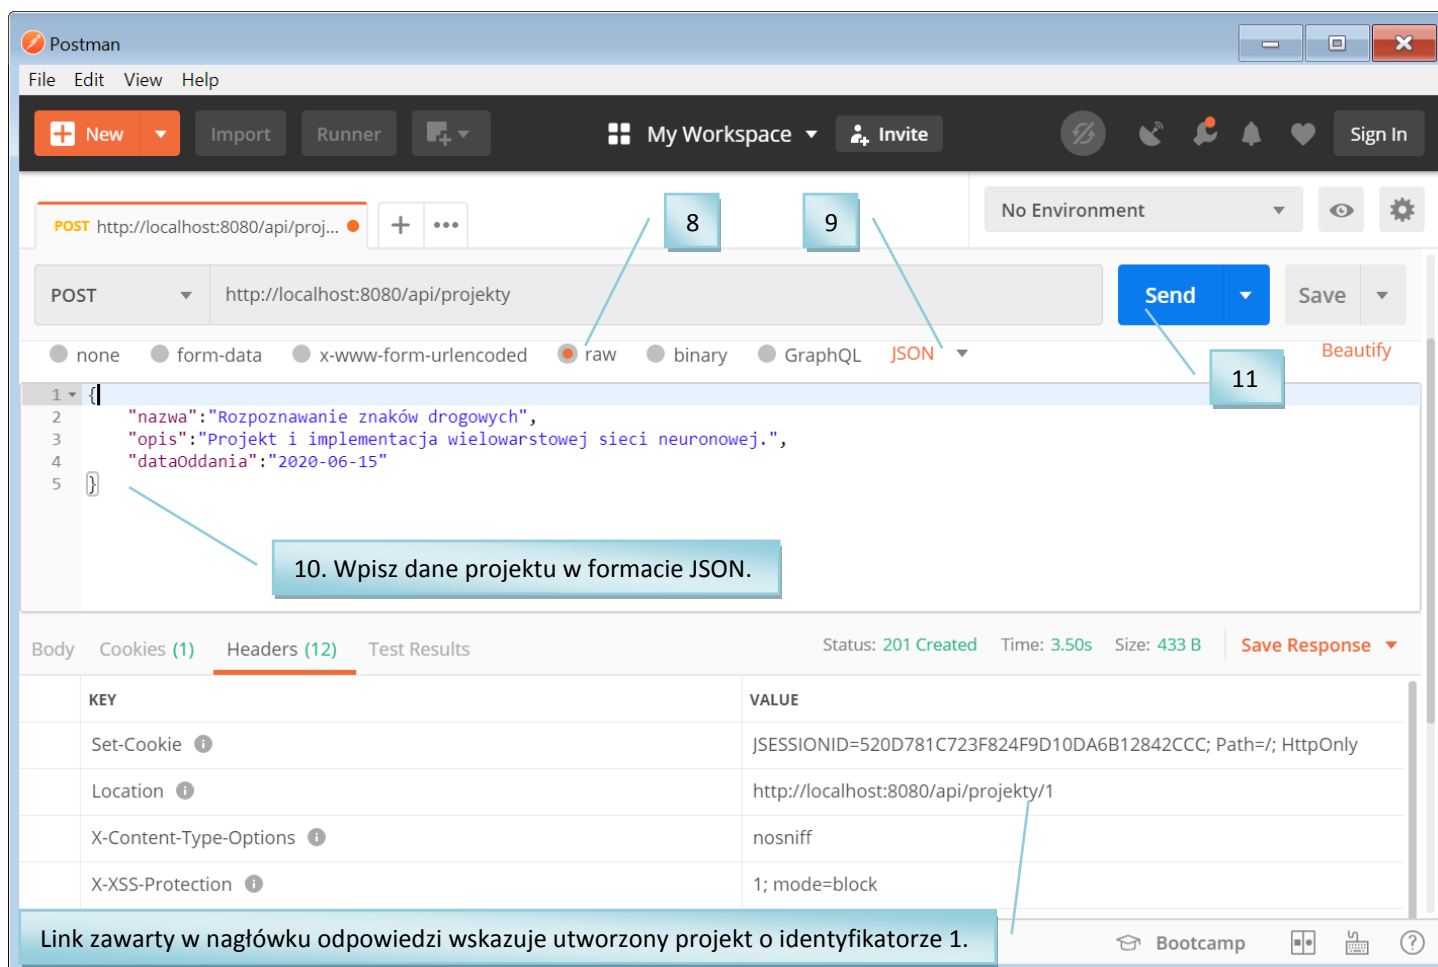 Postman
File Edit View Help
New Import Runner My Workspace Invite Sign In
POST http://localhost:8080/api/proj... 8 9 No Environment
POST http://localhost:8080/api/projekty Send Save
none form-data x-www-form-urlencoded raw binary GraphQL JSON Beautify
11
1 {
2 "nazwa":"Rozpoznawanie znaków drogowych",
3 "opis":"Projekt i implementacja wielowarstowej sieci neuronowej.",
4 "dataOddania":"2020-06-15"
5 }
10. Wpisz dane projektu w formacie JSON.
Body Cookies (1) Headers (12) Test Results Status: 201 Created Time: 3.50s Size: 433 B Save Response
KEY VALUE
Set-Cookie JSESSIONID=520D781C723F824F9D10DA6B12842CCC; Path=/; HttpOnly
Location http://localhost:8080/api/projekty/1
X-Content-Type-Options nosniff
X-XSS-Protection 1; mode=block
Link zawarty w nagłówku odpowiedzi wskazuje utworzony projekt o identyfikatorze 1.
Bootcamp